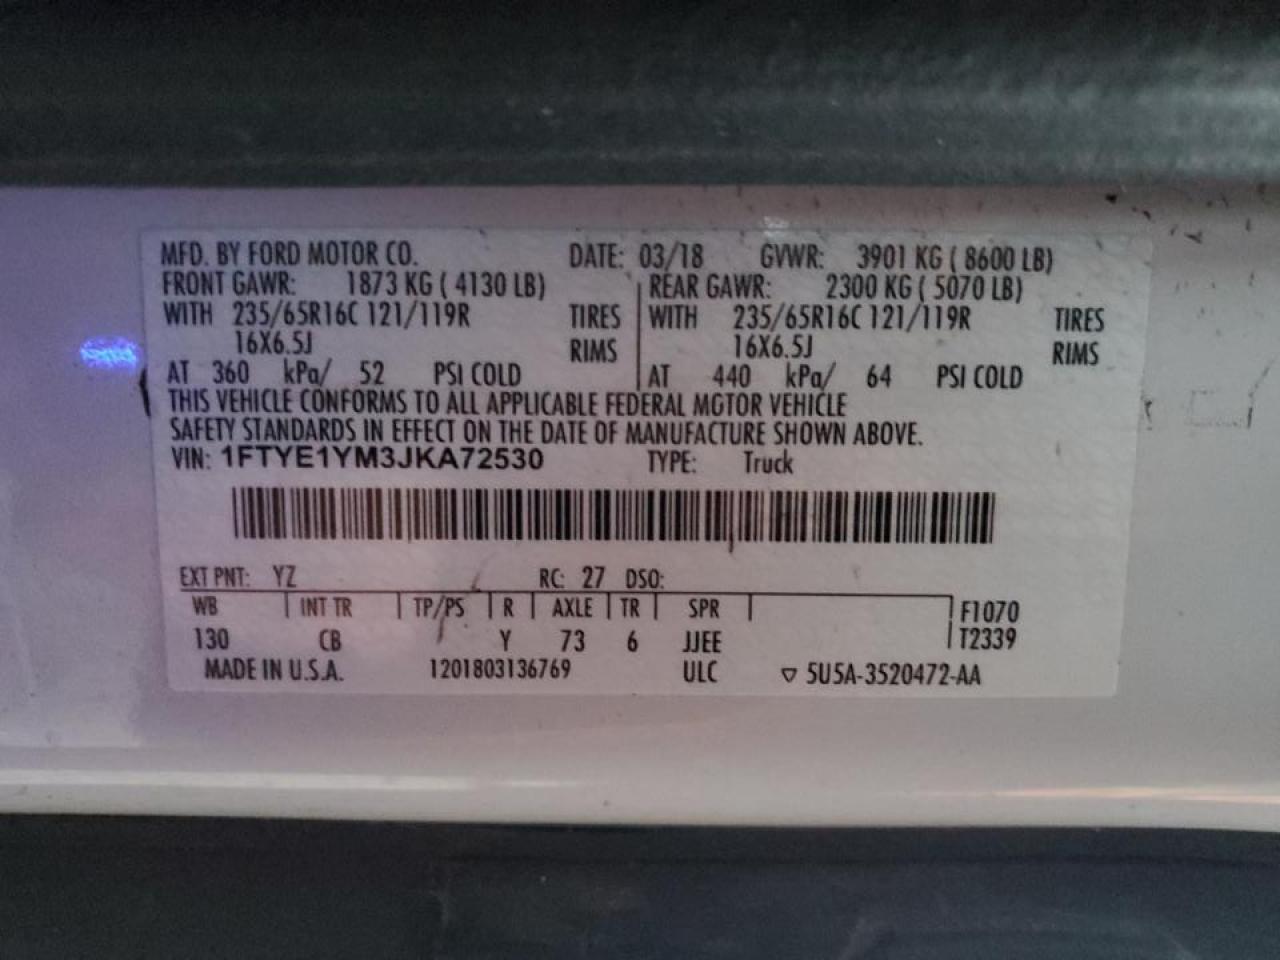 MFD. BY FORD MOTOR CO. DATE: 03/18 GVWR: 3901 KG ( 8600 LB)
FRONT GAWR: 1873 KG ( 4130 LB) REAR GAWR: 2300 KG ( 5070 LB)
WITH 235/65R16C 121/119R TIRES WITH 235/65R16C 121/119R TIRES
16X6.5J RIMS 16X6.5J RIMS
AT 360 kPa/ 52 PSI COLD AT 440 kPa/ 64 PSI COLD
THIS VEHICLE CONFORMS TO ALL APPLICABLE FEDERAL MOTOR VEHICLE
SAFETY STANDARDS IN EFFECT ON THE DATE OF MANUFACTURE SHOWN ABOVE.
VIN: 1FTYE1YM3JKA72530 TYPE: Truck
EXT PNT: YZ RC: 27 DSO:
WB INT TR TP/PS R AXLE TR SPR F1070
130 CB Y 73 6 JJEE T2339
MADE IN U.S.A. 1201803136769 ULC ▽ 5U5A-3520472-AA